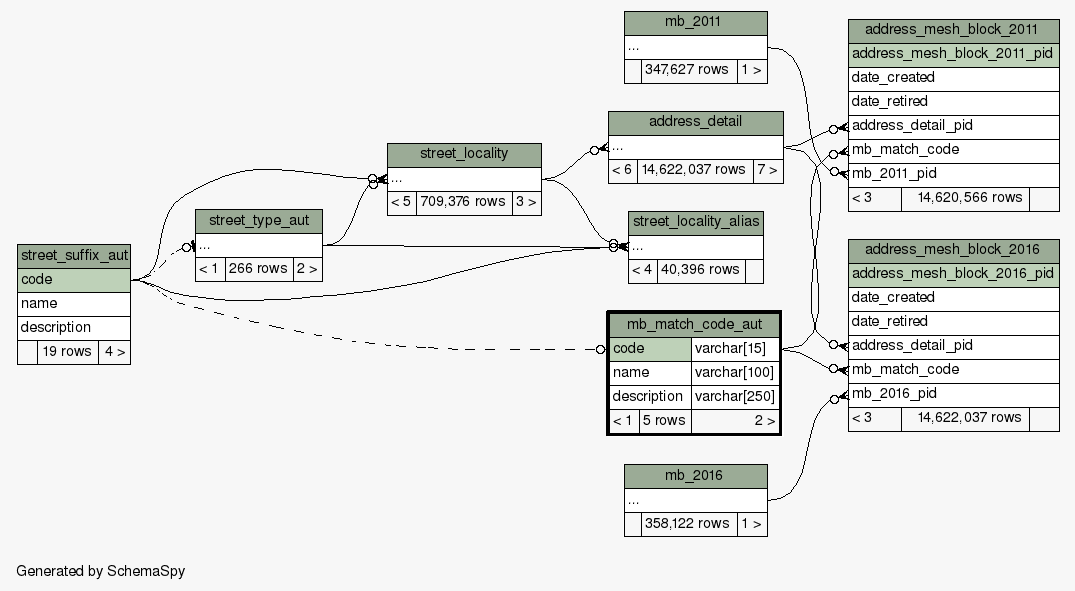 mb_2011
...
347,627 rows 1 >
address_mesh_block_2011
address_mesh_block_2011_pid
date_created
date_retired
address_detail_pid
mb_match_code
mb_2011_pid
< 3 14,620,566 rows
address_detail
...
< 6 14,622,037 rows 7 >
street_locality
...
< 5 709,376 rows 3 >
street_type_aut
...
< 1 266 rows 2 >
street_locality_alias
...
< 4 40,396 rows
street_suffix_aut
code
name
description
19 rows 4 >
address_mesh_block_2016
address_mesh_block_2016_pid
date_created
date_retired
address_detail_pid
mb_match_code
mb_2016_pid
< 3 14,622,037 rows
mb_match_code_aut
code varchar[15]
name varchar[100]
description varchar[250]
< 1 5 rows 2 >
mb_2016
...
358,122 rows 1 >
Generated by SchemaSpy